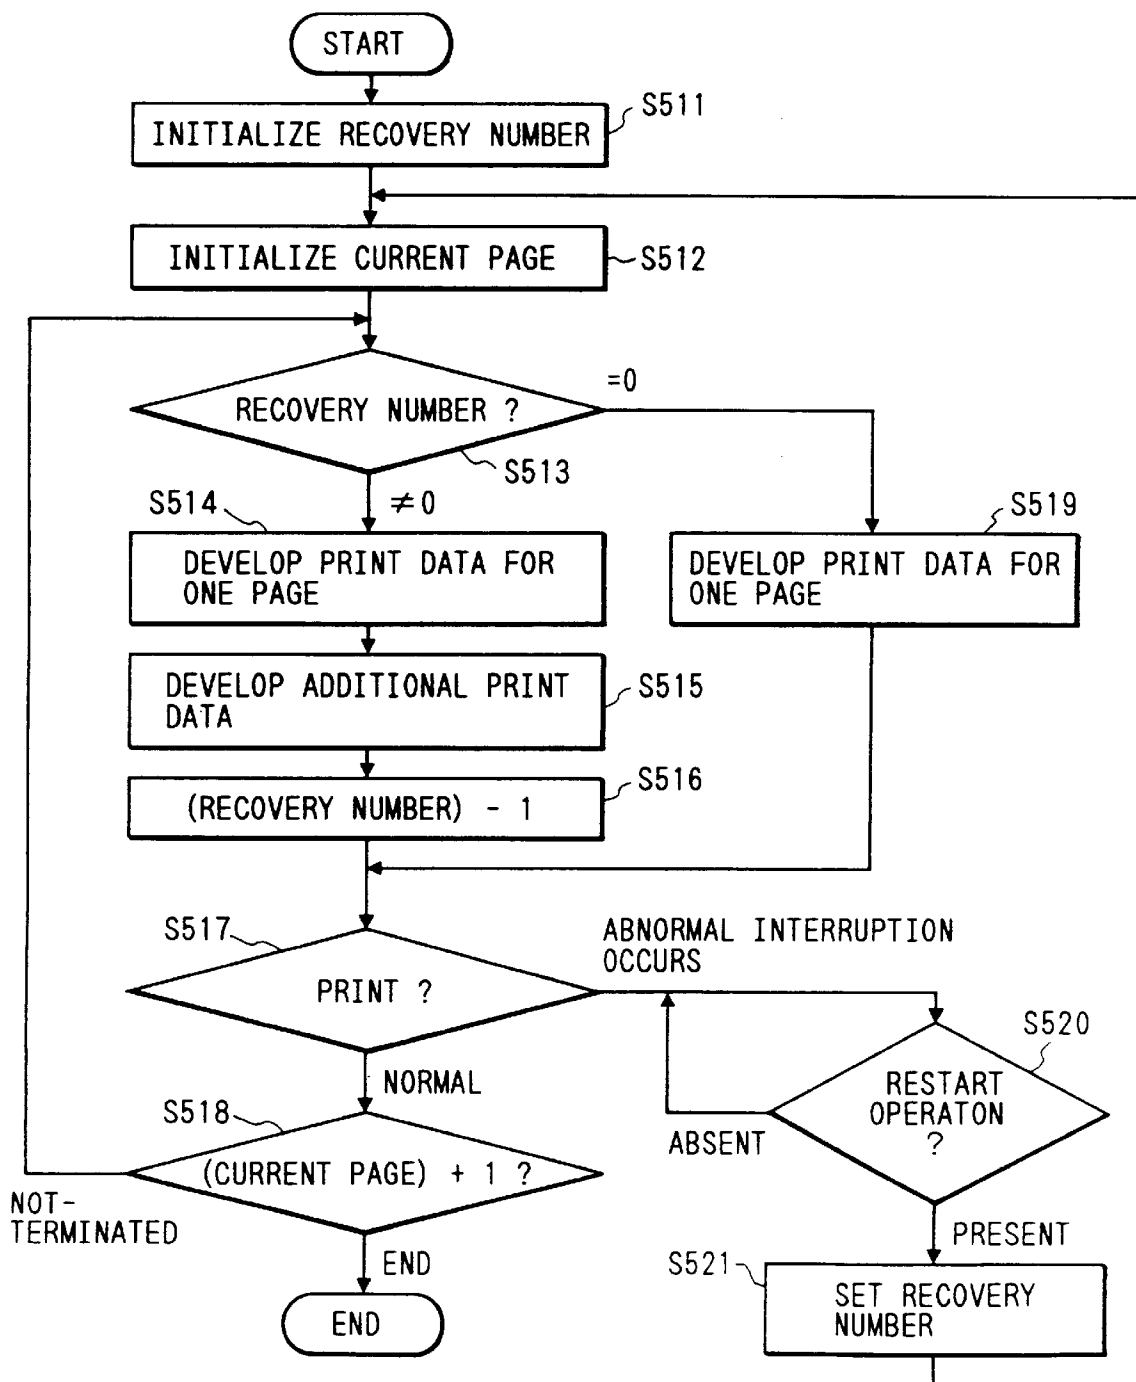 START
S511
INITIALIZE RECOVERY NUMBER
INITIALIZE CURRENT PAGE
S512
=0
RECOVERY NUMBER ?
S513
S514
≠0
S519
DEVELOP PRINT DATA FOR
ONE PAGE
DEVELOP PRINT DATA FOR
ONE PAGE
S515
DEVELOP ADDITIONAL PRINT
DATA
S516
(RECOVERY NUMBER) - 1
S517
ABNORMAL INTERRUPTION
OCCURS
PRINT ?
S520
NORMAL
RESTART
OPERATON
?
S518
ABSENT
(CURRENT PAGE) + 1 ?
NOT-
TERMINATED
PRESENT
END
S521
SET RECOVERY
NUMBER
END